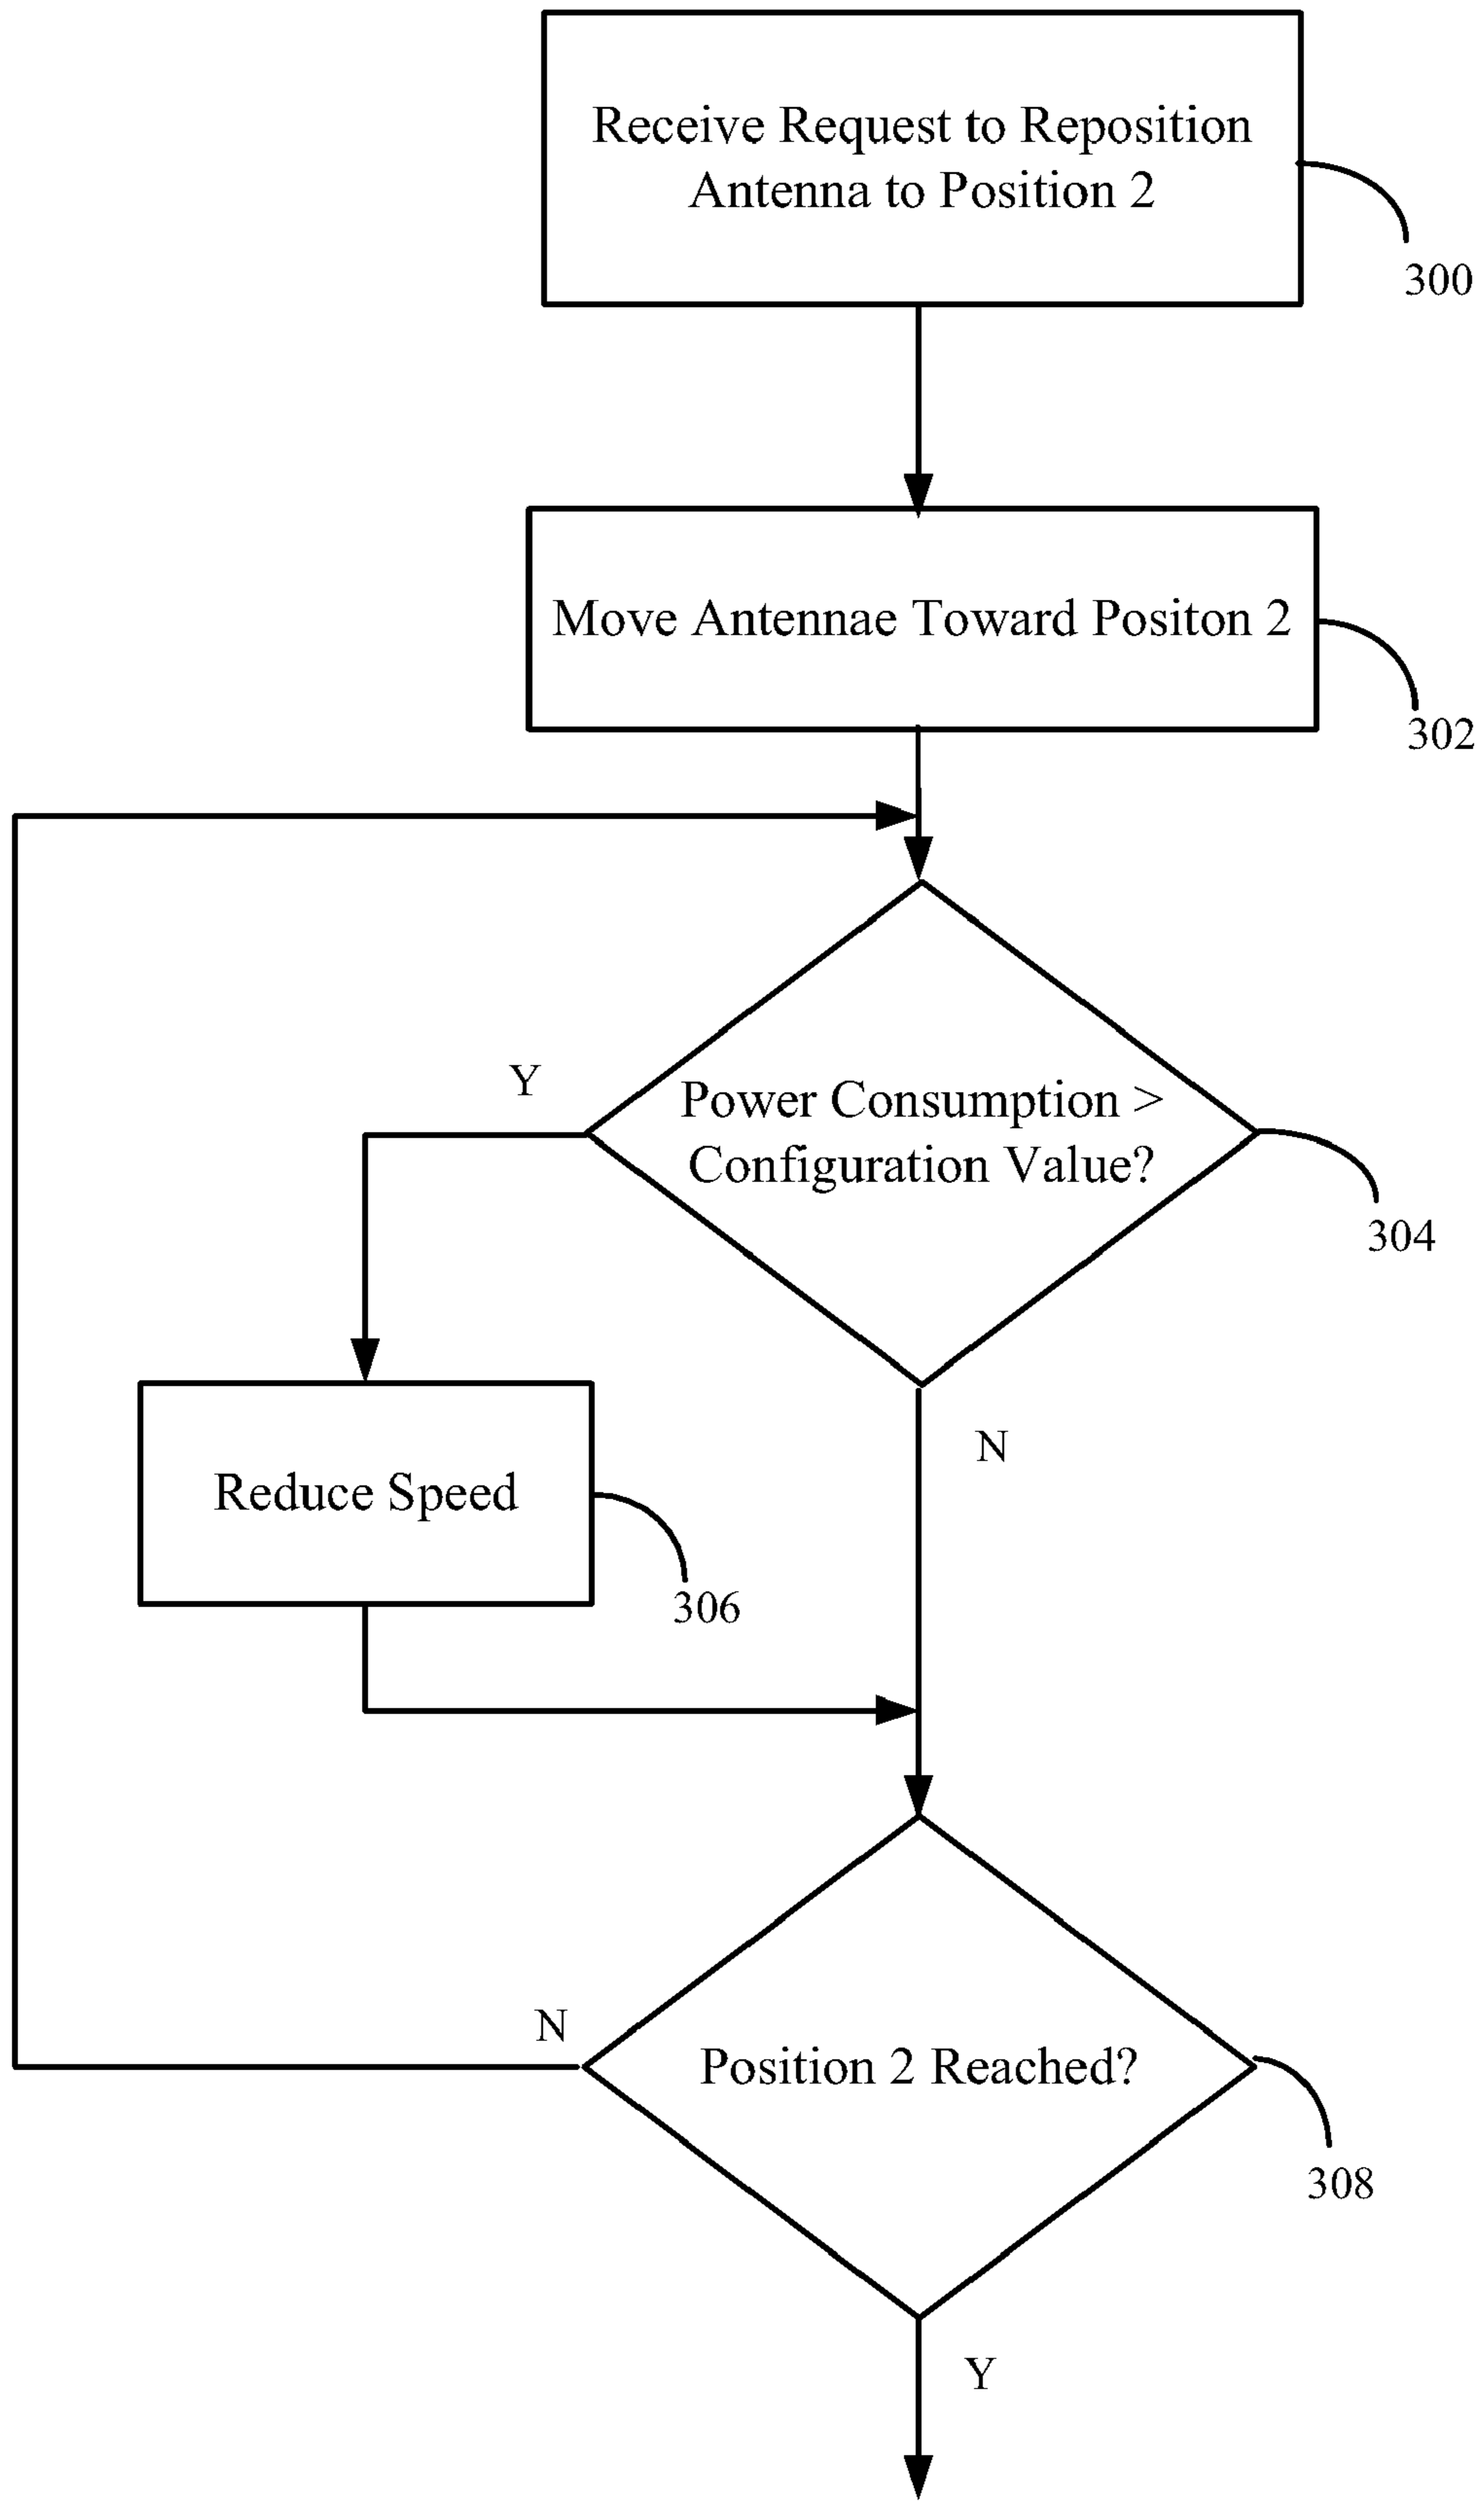 Receive Request to Reposition
Antenna to Position 2
300
Move Antennae Toward Positon 2
302
Y
Power Consumption >
Configuration Value?
304
N
Reduce Speed
306
N
Position 2 Reached?
308
Y